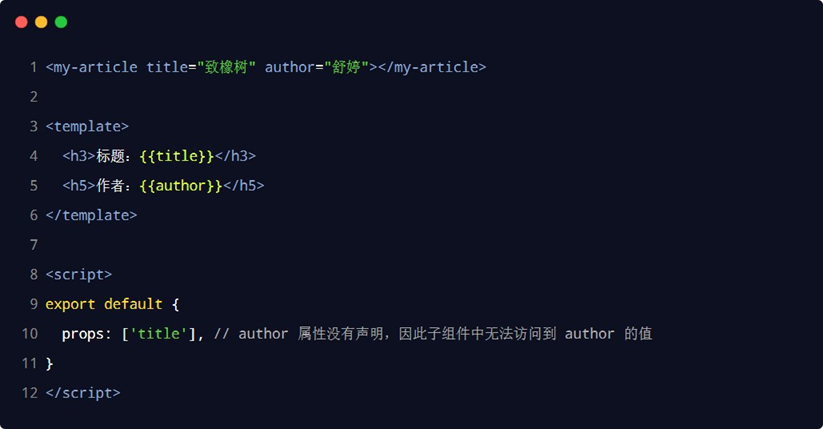 1 <my-article title="致橡树" author="舒婷"></my-article>
2
3 <template>
4   <h3>标题：{{title}}</h3>
5   <h5>作者：{{author}}</h5>
6 </template>
7
8 <script>
9 export default {
10   props: ['title'], // author 属性没有声明，因此子组件中无法访问到 author 的值
11 }
12 </script>